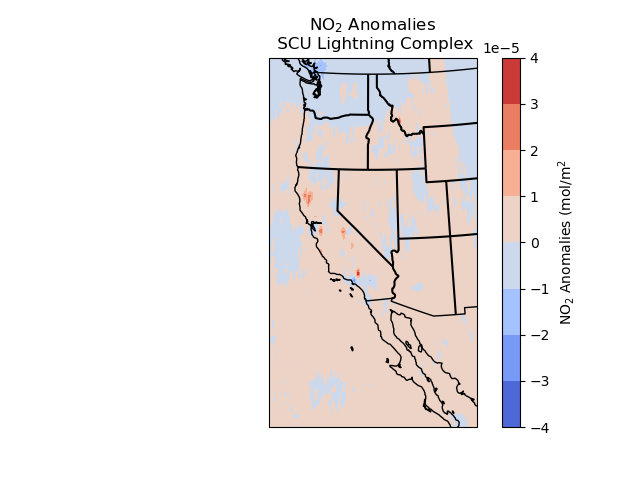 NO₂ Anomalies
SCU Lightning Complex
1e−5
4
3
2
1
0
−1
−2
−3
−4
NO₂ Anomalies (mol/m²